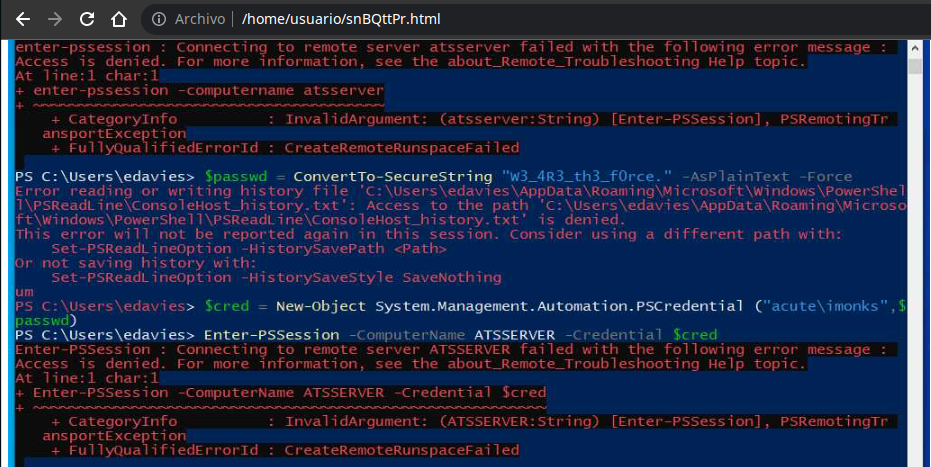 Archivo
/home/usuario/snBQttPr.html
enter-pssession : Connecting to remote server atsserver failed with the following error message :
Access is denied. For more information, see the about_Remote_Troubleshooting Help topic.
At line:1 char:1
+ enter-pssession -computername atsserver
+ ~~~~~~~~~~~~~~~~~~~~~~~~~~~~~~~~~~~~~~~
+ CategoryInfo          : InvalidArgument: (atsserver:String) [Enter-PSSession], PSRemotingTr
ansportException
+ FullyQualifiedErrorId : CreateRemoteRunspaceFailed
PS C:\Users\edavies> $passwd = ConvertTo-SecureString "W3_4R3_th3_f0rce." -AsPlainText -Force
Error reading or writing history file 'C:\Users\edavies\AppData\Roaming\Microsoft\Windows\PowerShel
l\PSReadLine\ConsoleHost_history.txt': Access to the path 'C:\Users\edavies\AppData\Roaming\Microso
ft\Windows\PowerShell\PSReadLine\ConsoleHost_history.txt' is denied.
This error will not be reported again in this session. Consider using a different path with:
Set-PSReadLineOption -HistorySavePath <Path>
Or not saving history with:
Set-PSReadLineOption -HistorySaveStyle SaveNothing
um
PS C:\Users\edavies> $cred = New-Object System.Management.Automation.PSCredential ("acute\imonks",$
passwd)
PS C:\Users\edavies> Enter-PSSession -ComputerName ATSSERVER -Credential $cred
Enter-PSSession : Connecting to remote server ATSSERVER failed with the following error message :
Access is denied. For more information, see the about_Remote_Troubleshooting Help topic.
At line:1 char:1
+ Enter-PSSession -ComputerName ATSSERVER -Credential $cred
+ ~~~~~~~~~~~~~~~~~~~~~~~~~~~~~~~~~~~~~~~~~~~~~~~~~~~~~~~~~
+ CategoryInfo          : InvalidArgument: (ATSSERVER:String) [Enter-PSSession], PSRemotingTr
ansportException
+ FullyQualifiedErrorId : CreateRemoteRunspaceFailed